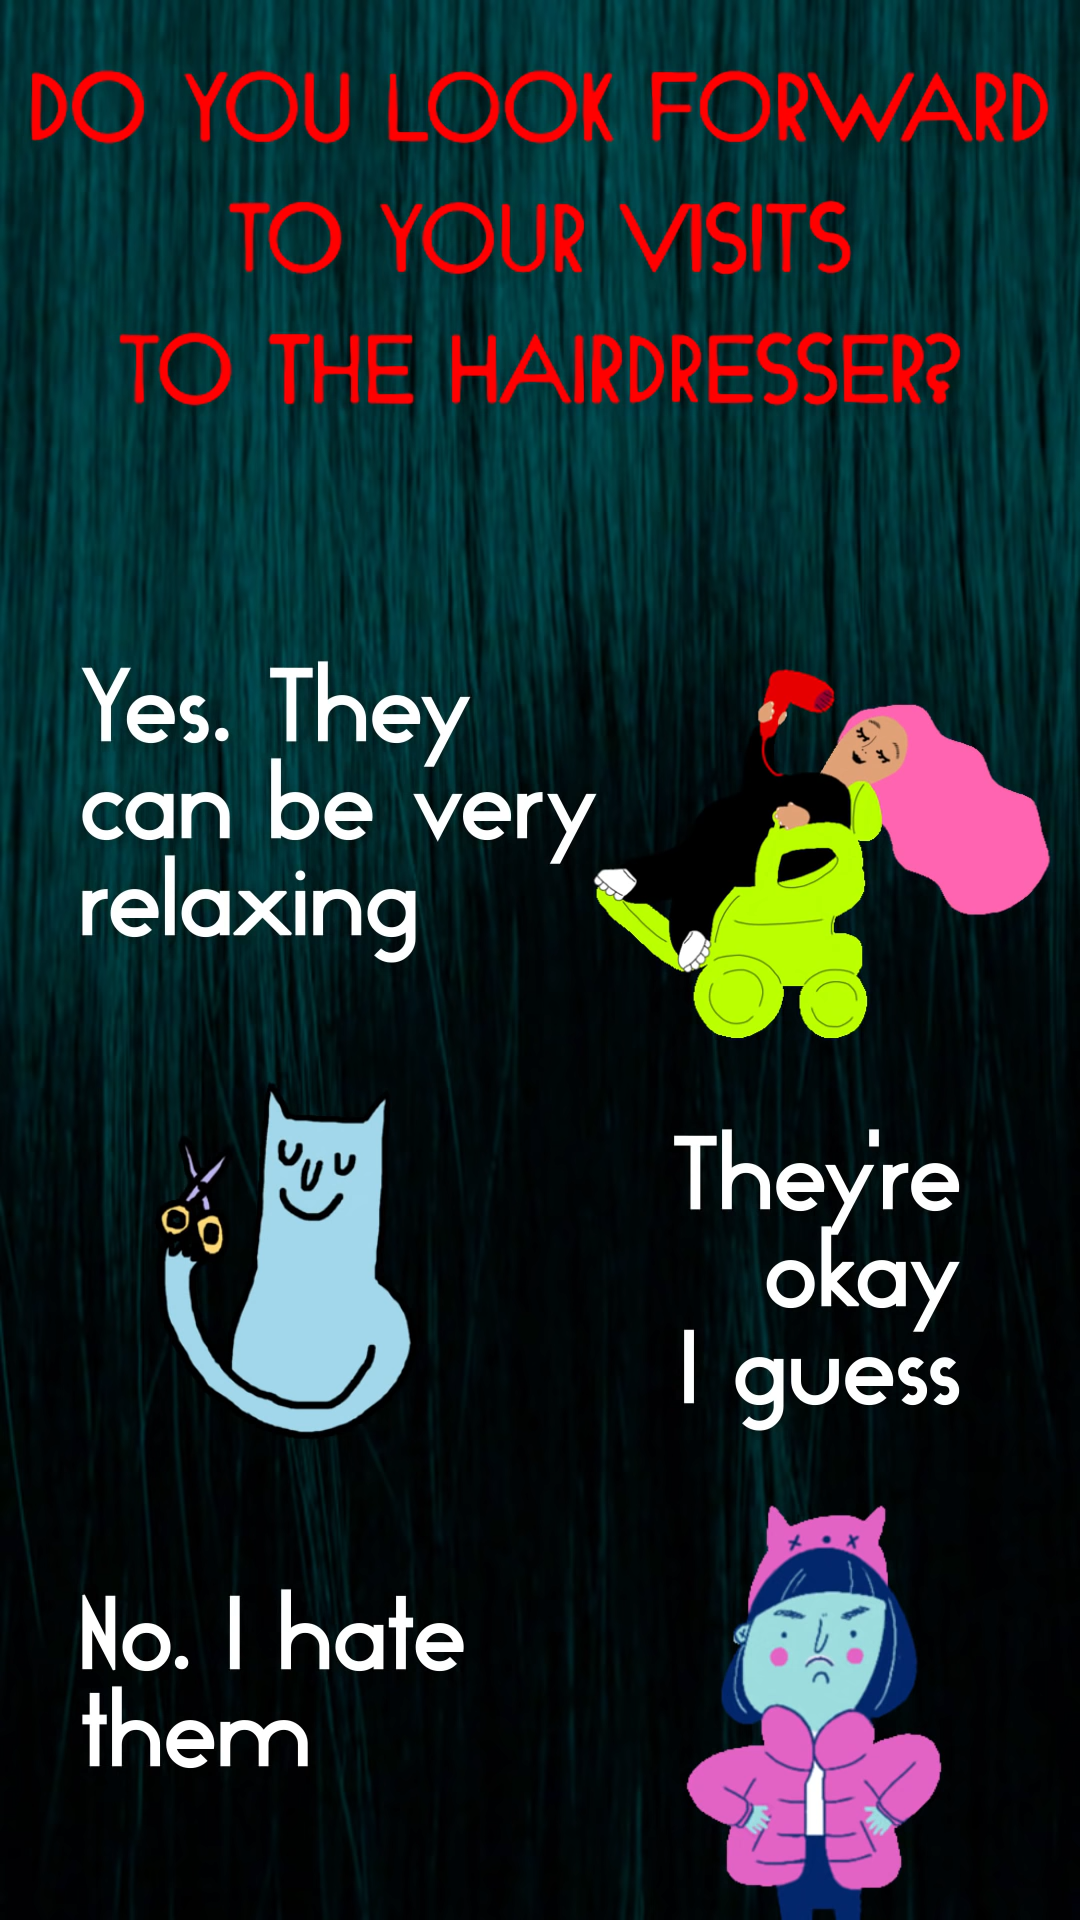 DO YOU LOOK FORWARD
TO YOUR VISITS
TO THE HAIRDRESSER?
Yes. They
can be very
relaxing
They're
okay
I guess
No. I hate
them